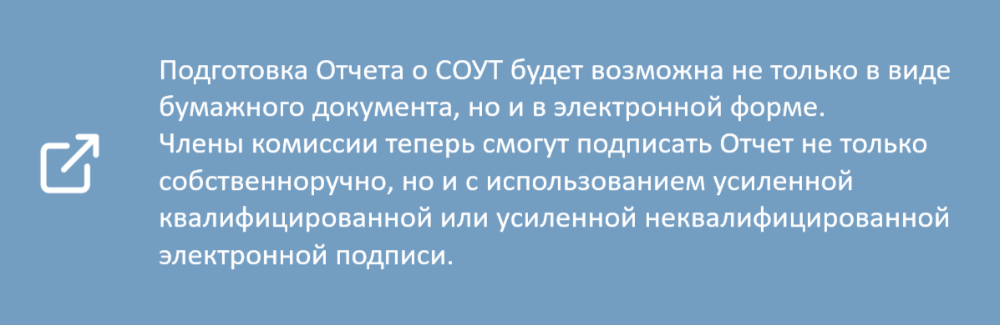 Подготовка Отчета о СОУТ будет возможна не только в виде
бумажного документа, но и в электронной форме.
Члены комиссии теперь смогут подписать Отчет не только
собственноручно, но и с использованием усиленной
квалифицированной или усиленной неквалифицированной
электронной подписи.